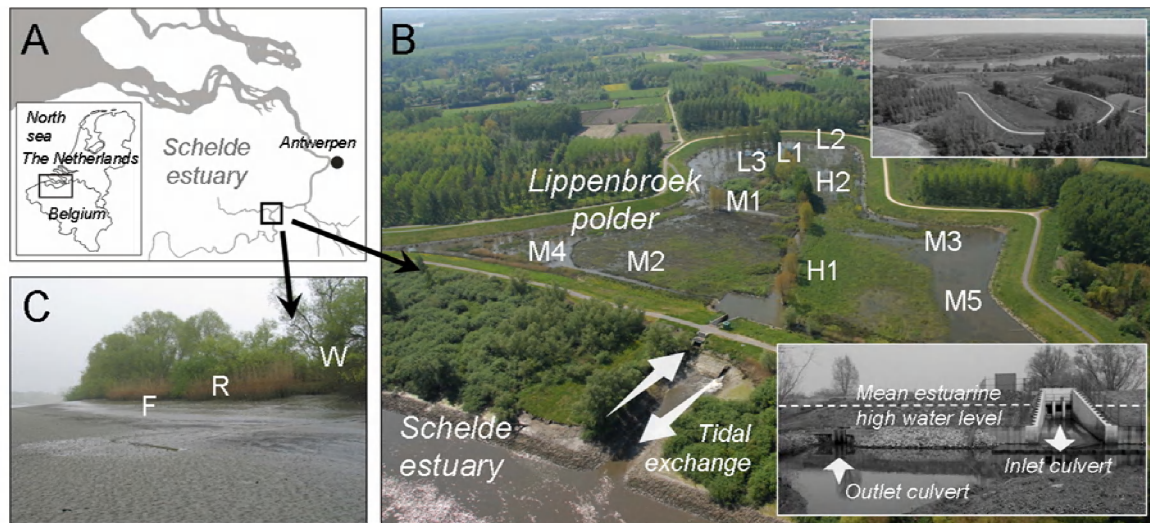 A
North
sea
The Netherlands
Belgium
Schelde
estuary
Antwerpen
B
L2
L1
L3
H2
Lippenbroek
polder
M1
M3
M4
M2
H1
M5
Schelde
estuary
Tidal
exchange
Mean estuarine
high water level
Inlet culvert
Outlet culvert
C
W
R
F